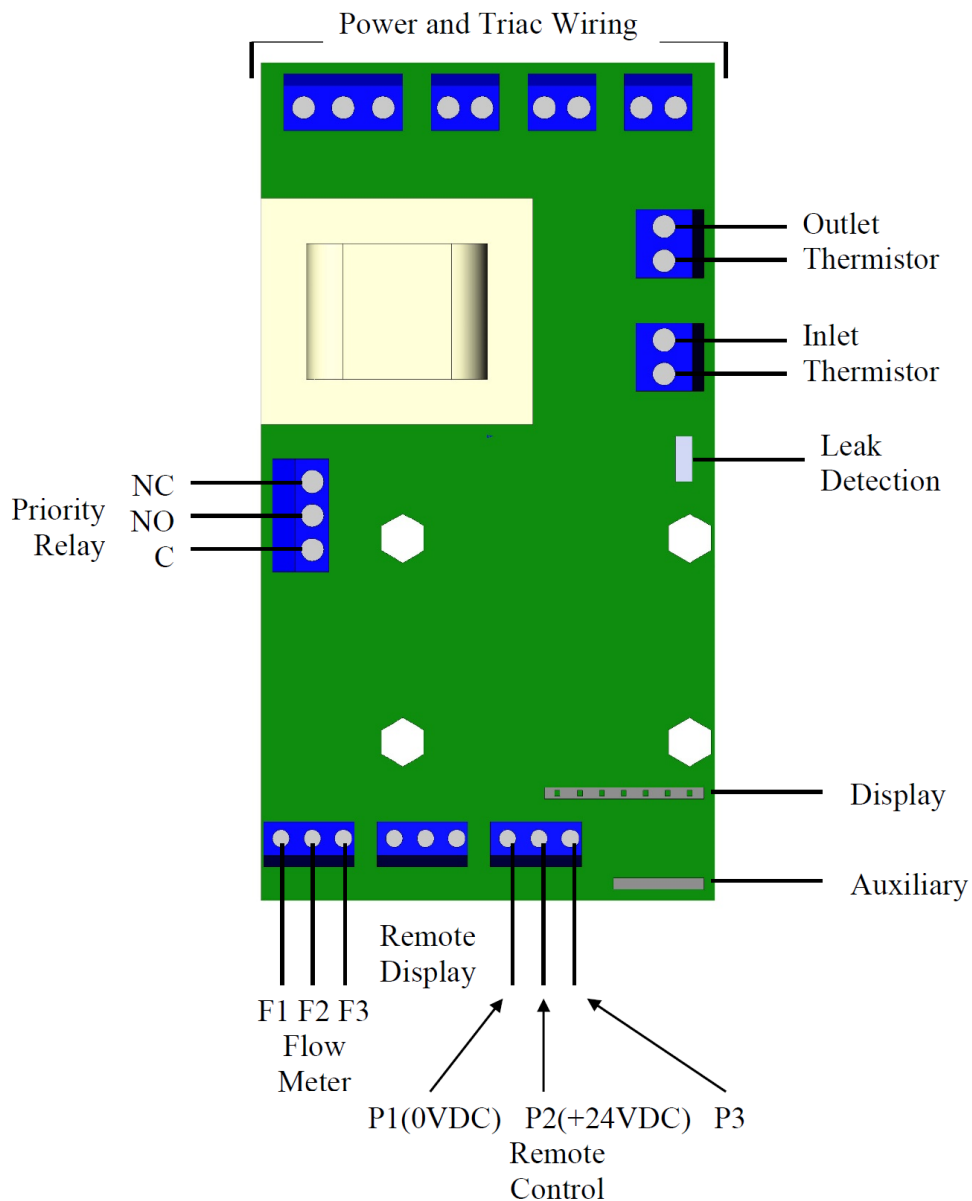 Power and Triac Wiring
Outlet
Thermistor
Inlet
Thermistor
Leak
Detection
NC
Priority NO
Relay C
Display
Auxiliary
Remote
Display
F1 F2 F3
Flow
Meter
P1(0VDC) P2(+24VDC) P3
Remote
Control